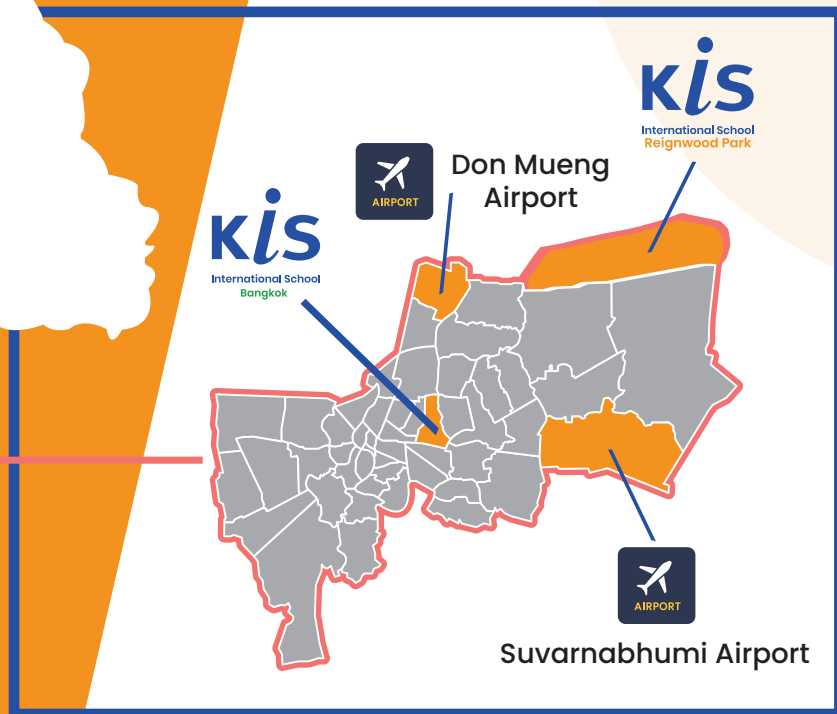 KiS
International School
Reignwood Park
AIRPORT
Don Mueng
Airport
KiS
International School
Bangkok
AIRPORT
Suvarnabhumi Airport